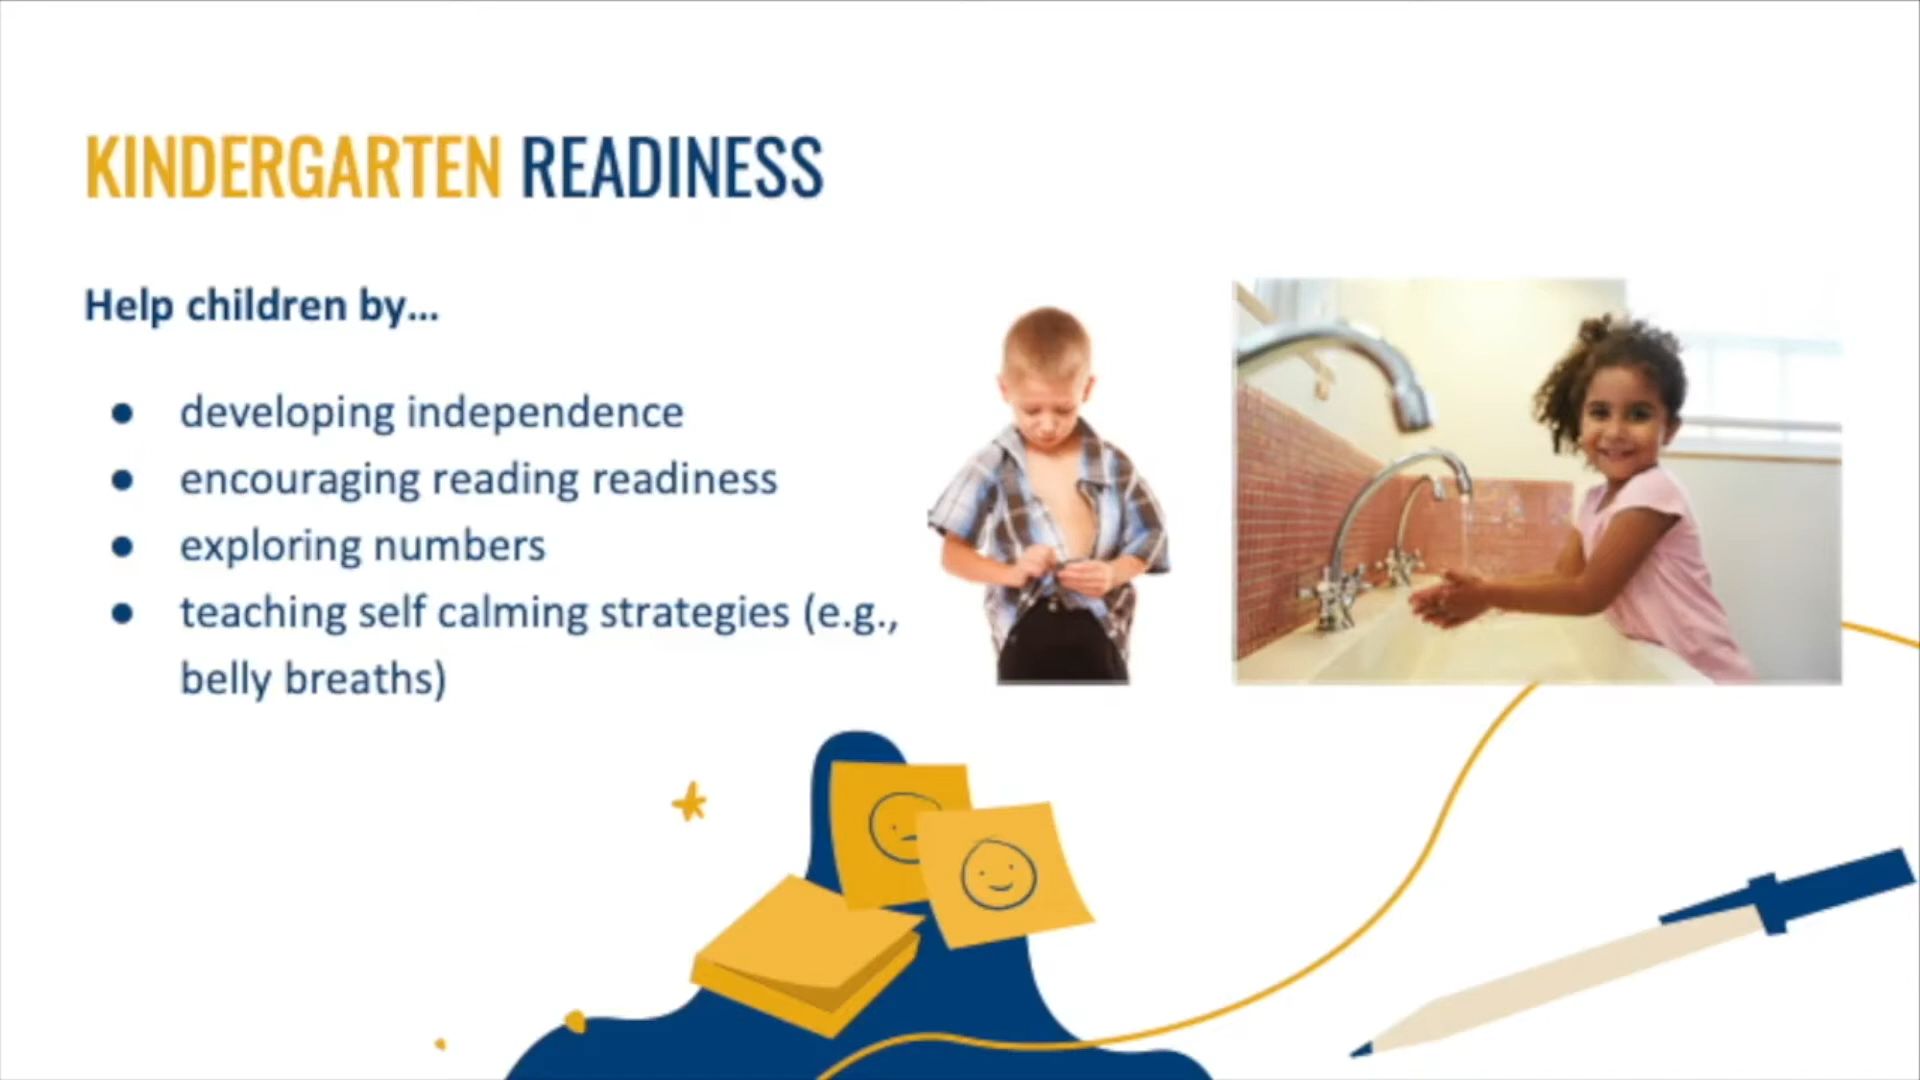 KINDERGARTEN READINESS
Help children by...
● developing independence
● encouraging reading readiness
● exploring numbers
● teaching self calming strategies (e.g.,
belly breaths)